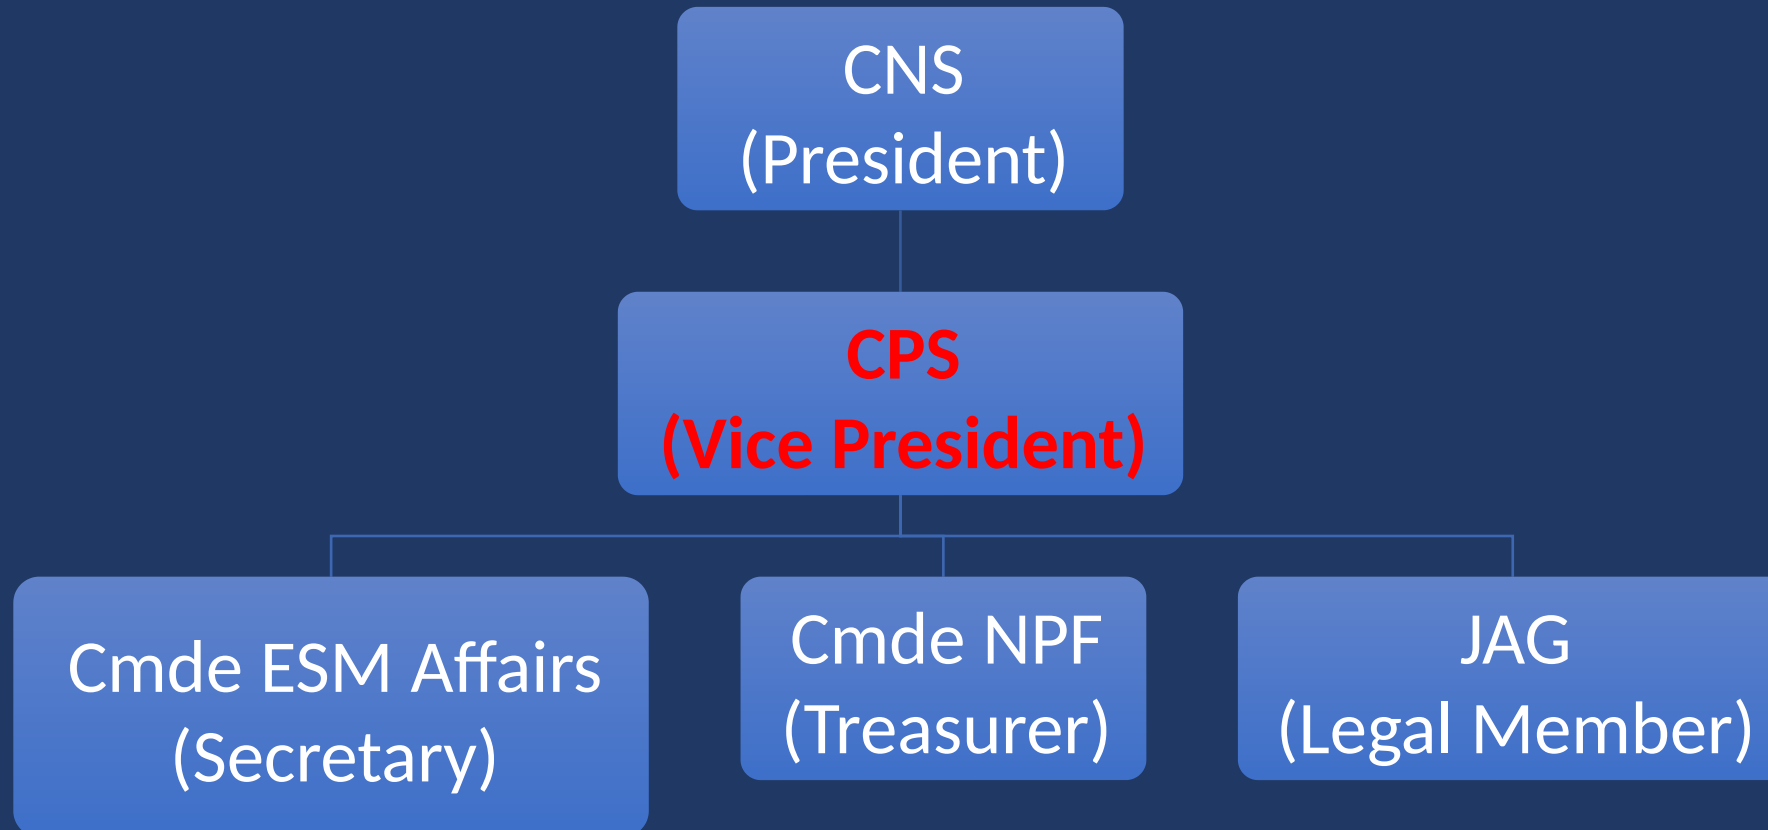 CNS
(President)
CPS
(Vice President)
Cmde ESM Affairs
(Secretary)
Cmde NPF
(Treasurer)
JAG
(Legal Member)